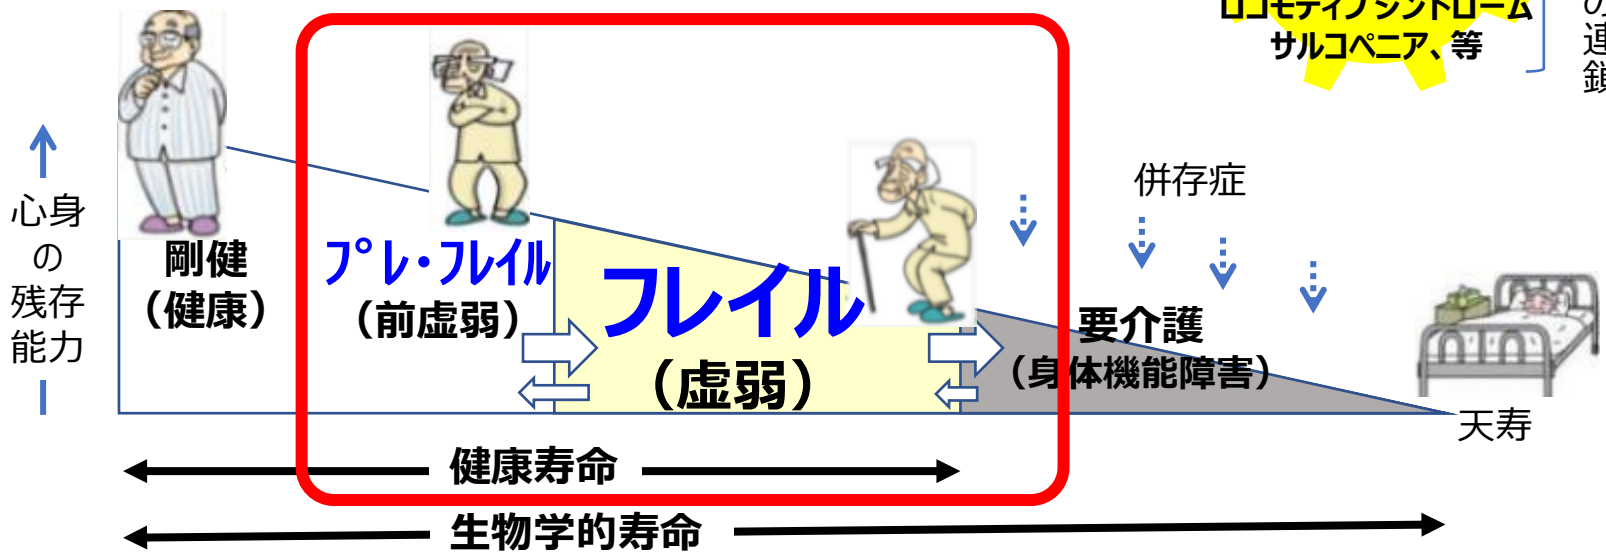 ロコモティブシンドローム
サルコペニア、等
の
連
鎖
併存症
心身
の
残存
能力
剛健
（健康）
プレ・フレイル
（前虚弱）
フレイル
（虚弱）
要介護
（身体機能障害）
天寿
健康寿命
生物学的寿命